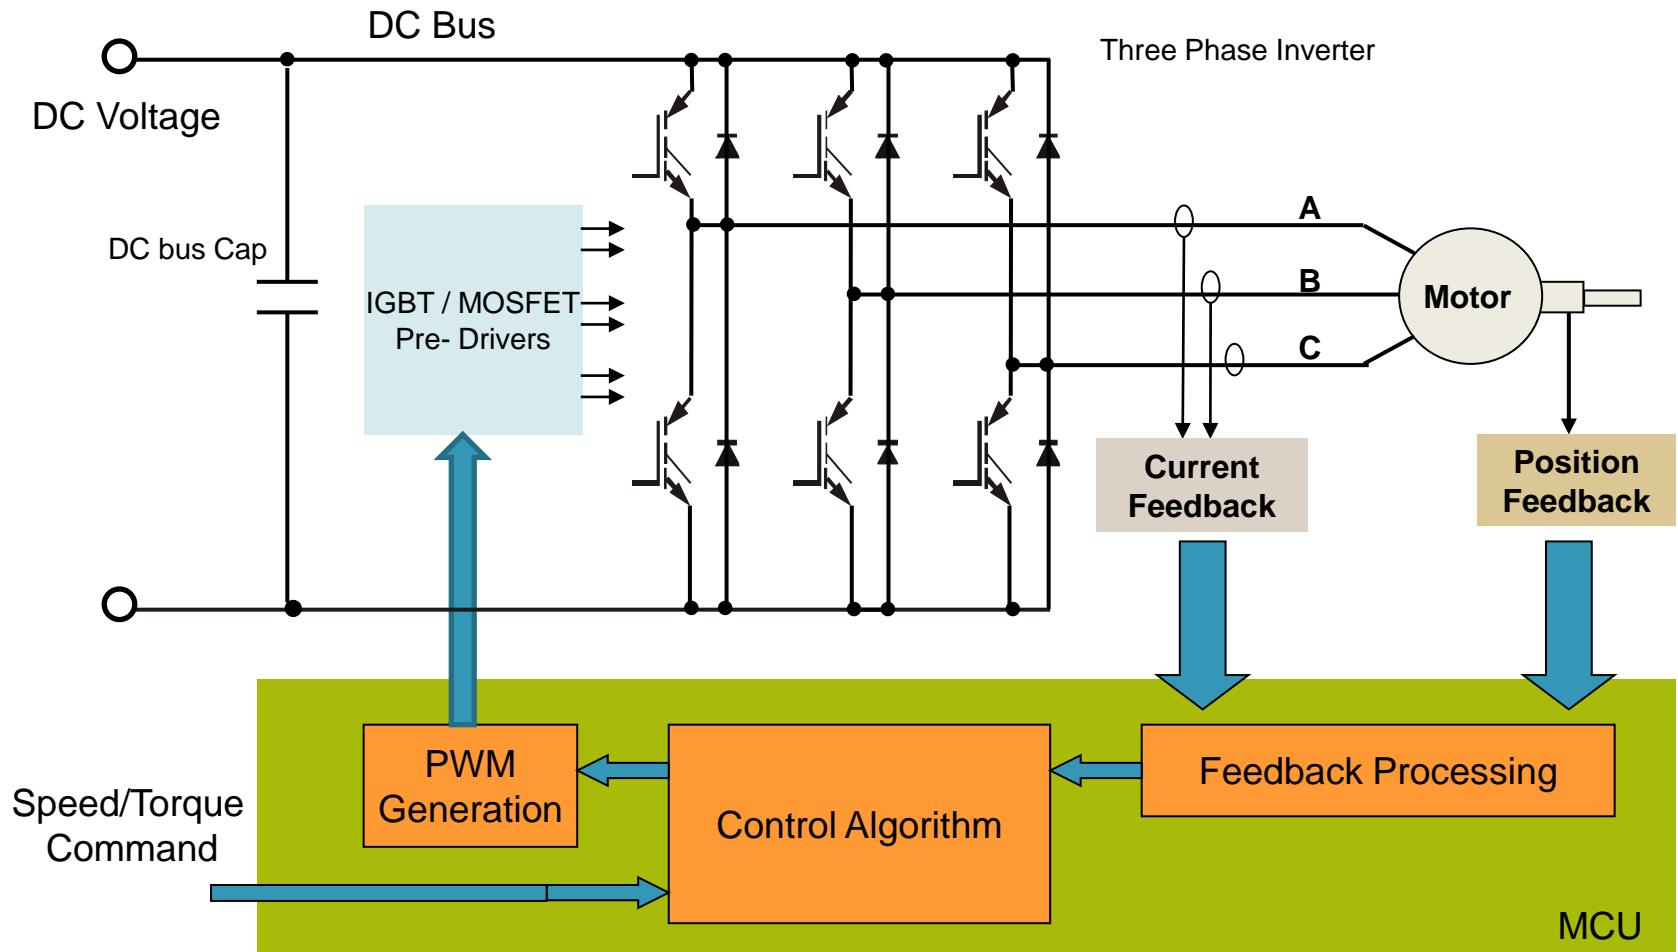 DC Bus
Three Phase Inverter
DC Voltage
A
DC bus Cap
B
Motor
IGBT / MOSFET
Pre- Drivers
C
Current
Feedback
Position
Feedback
PWM
Generation
Feedback Processing
Speed/Torque
Command
Control Algorithm
MCU